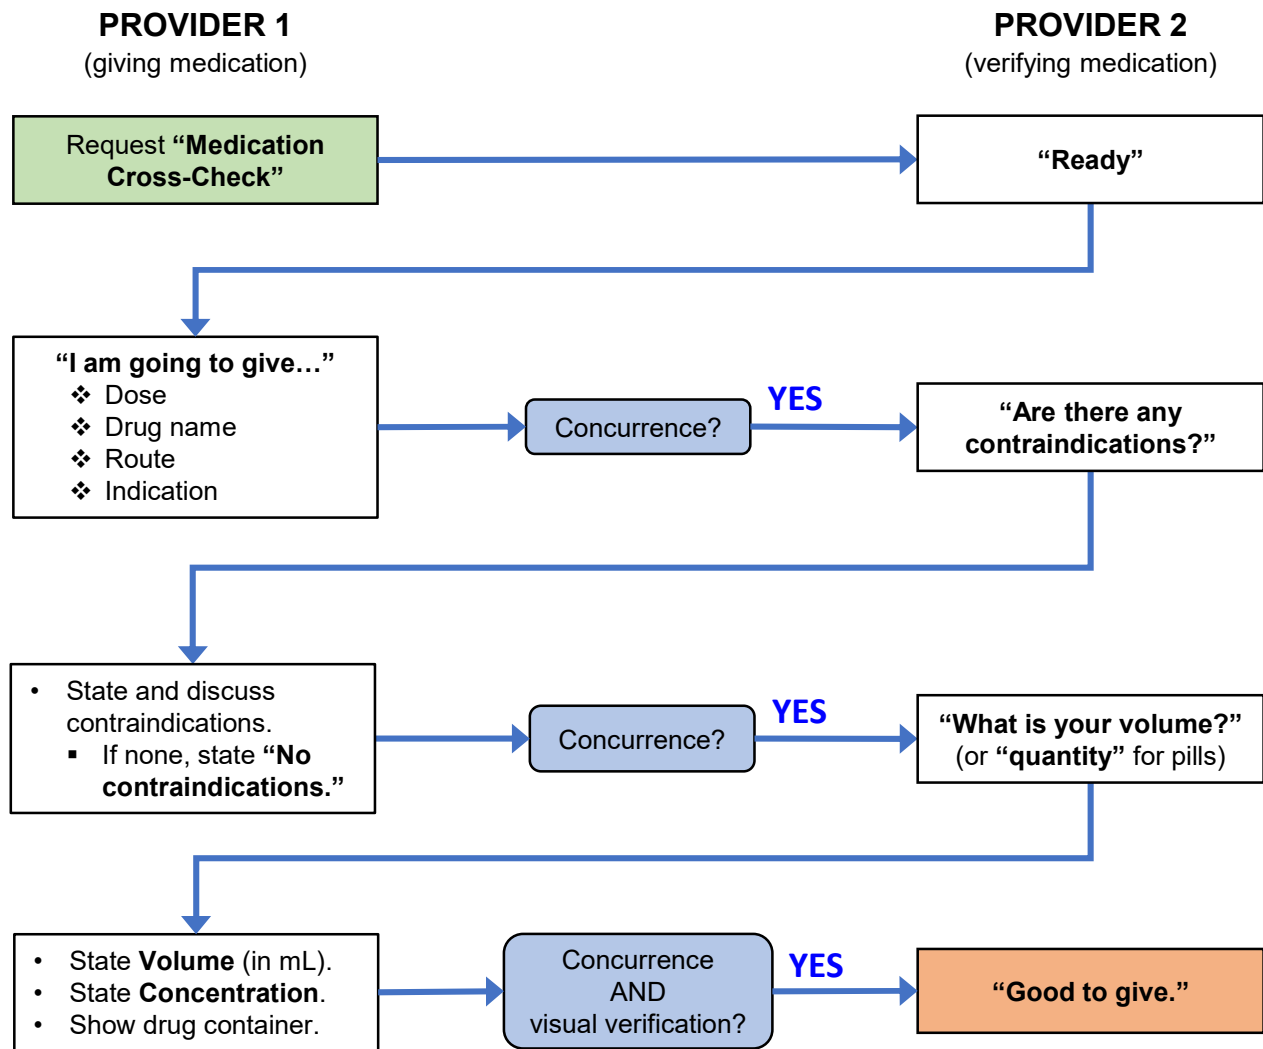 PROVIDER 1
(giving medication)
PROVIDER 2
(verifying medication)
Request “Medication
Cross-Check”
“Ready”
“I am going to give…”
❖ Dose
❖ Drug name
❖ Route
❖ Indication
Concurrence?
YES
“Are there any
contraindications?”
• State and discuss
contraindications.
▪ If none, state “No
contraindications.”
Concurrence?
YES
“What is your volume?”
(or “quantity” for pills)
• State Volume (in mL).
• State Concentration.
• Show drug container.
Concurrence
AND
visual verification?
YES
“Good to give.”